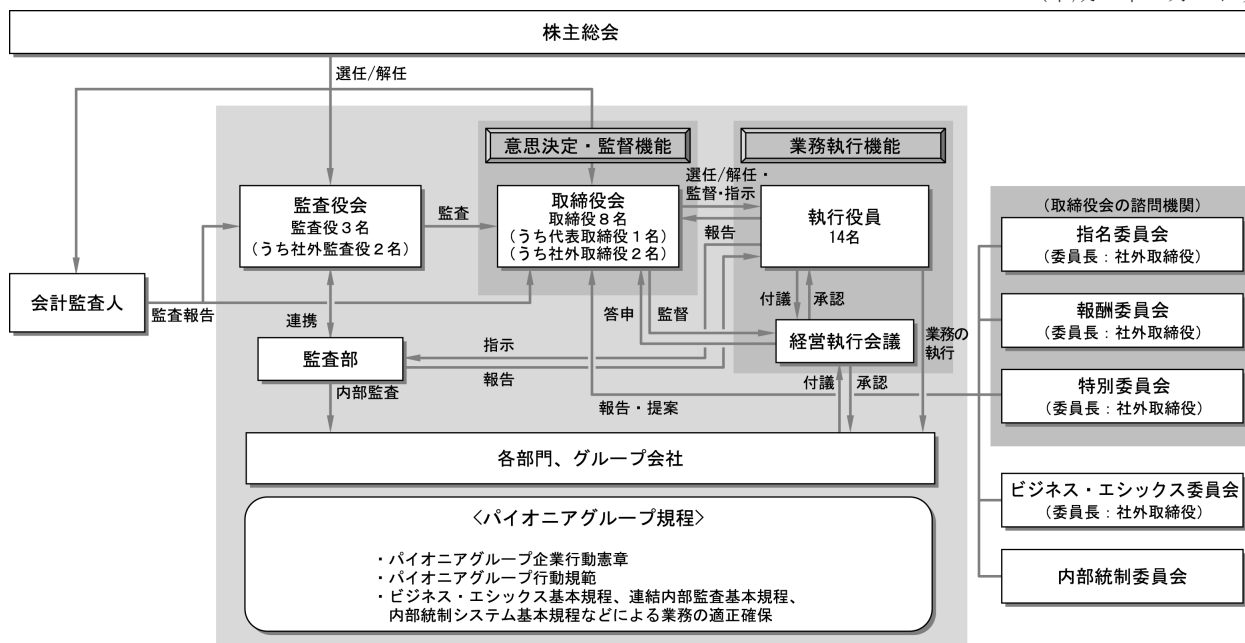 株主総会
選任/解任
意思決定・監督機能
業務執行機能
選任/解任・
監督・指示
監査役会
監査役3名
(うち社外監査役2名)
監査
取締役会
取締役8名
(うち代表取締役1名)
(うち社外取締役2名)
報告
執行役員
14名
(取締役会の諮問機関)
指名委員会
(委員長:社外取締役)
会計監査人
監査報告
連携
答申
監督
付議
承認
報酬委員会
(委員長:社外取締役)
経営執行会議
業務の
執行
監査部
指示
報告
内部監査
付議
承認
報告・提案
特別委員会
(委員長:社外取締役)
各部門、グループ会社
ビジネス・エシックス委員会
(委員長:社外取締役)
〈パイオニアグループ規程〉
・パイオニアグループ企業行動憲章
・パイオニアグループ行動規範
・ビジネス・エシックス基本規程、連結内部監査基本規程、
内部統制システム基本規程などによる業務の適正確保
内部統制委員会